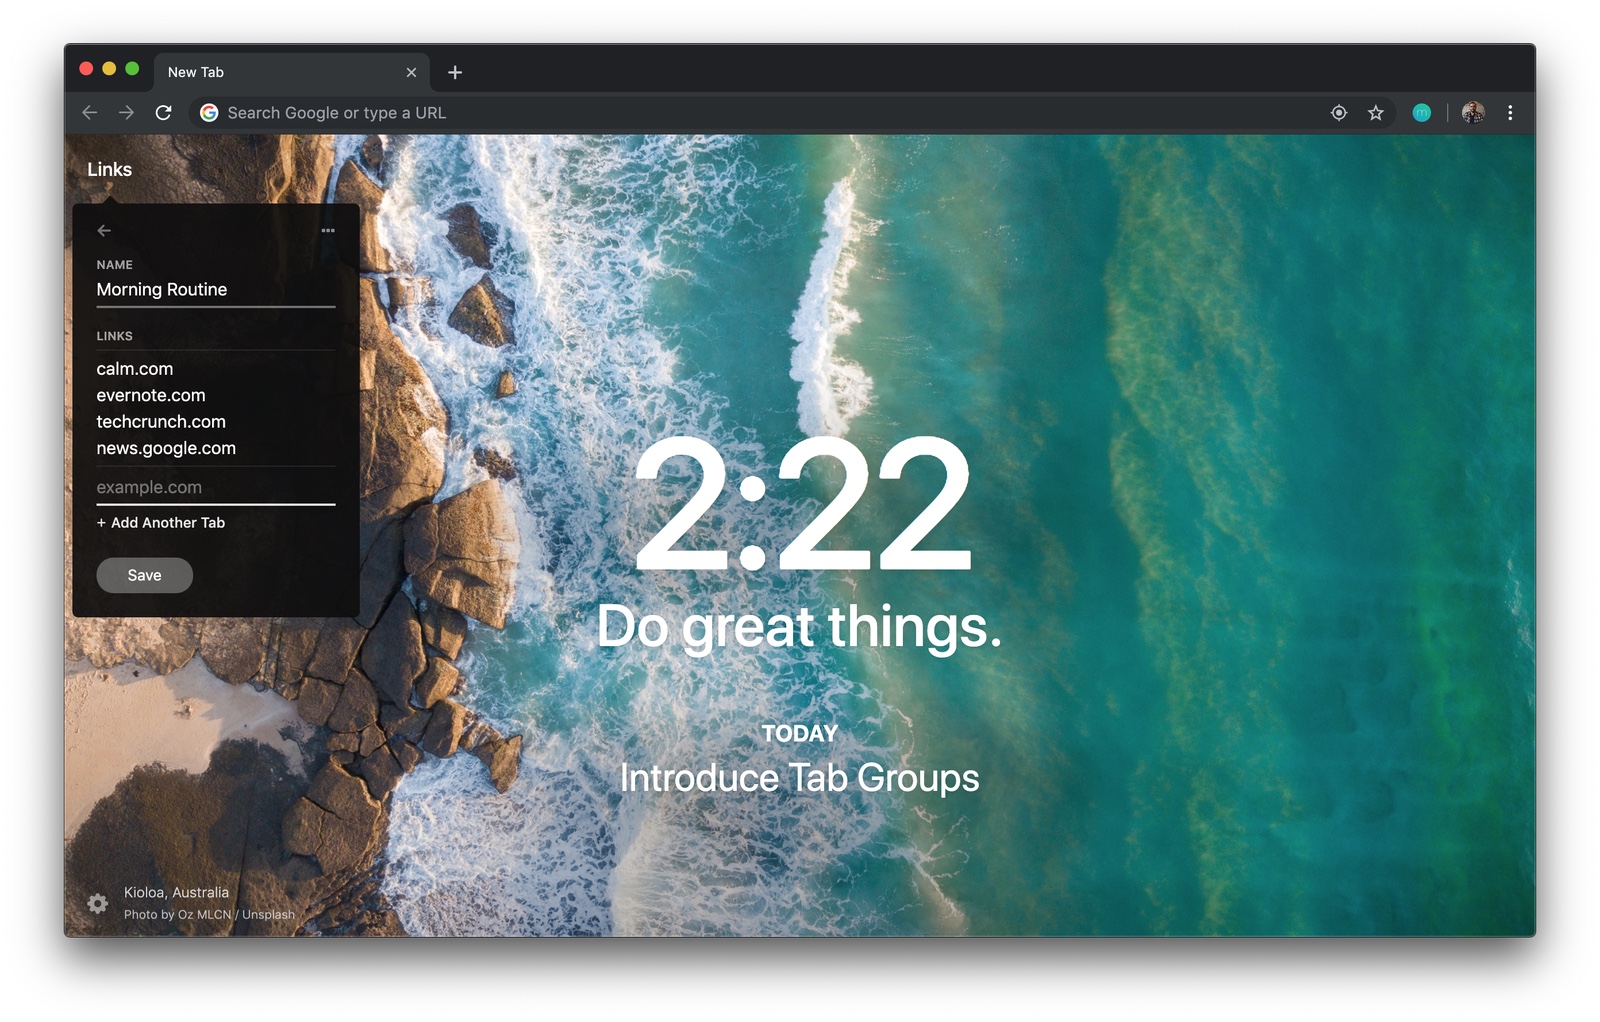 New Tab
Search Google or type a URL
m
Links
NAME
Morning Routine
LINKS
calm.com
evernote.com
techcrunch.com
news.google.com
example.com
+ Add Another Tab
Save
2:22
Do great things.
TODAY
Introduce Tab Groups
Kioloa, Australia
Photo by Oz MLCN / Unsplash